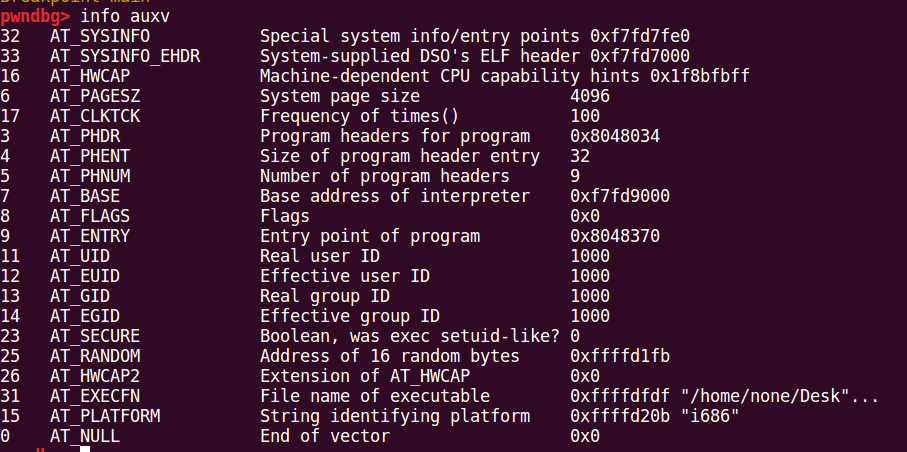 Breakpoint main
pwndbg> info auxv
32   AT_SYSINFO           Special system info/entry points 0xf7fd7fe0
33   AT_SYSINFO_EHDR      System-supplied DSO's ELF header 0xf7fd7000
16   AT_HWCAP             Machine-dependent CPU capability hints 0x1f8bfbff
6    AT_PAGESZ            System page size               4096
17   AT_CLKTCK            Frequency of times()           100
3    AT_PHDR              Program headers for program    0x8048034
4    AT_PHENT             Size of program header entry   32
5    AT_PHNUM             Number of program headers      9
7    AT_BASE              Base address of interpreter    0xf7fd9000
8    AT_FLAGS             Flags                          0x0
9    AT_ENTRY             Entry point of program         0x8048370
11   AT_UID               Real user ID                   1000
12   AT_EUID              Effective user ID              1000
13   AT_GID               Real group ID                  1000
14   AT_EGID              Effective group ID             1000
23   AT_SECURE            Boolean, was exec setuid-like? 0
25   AT_RANDOM            Address of 16 random bytes     0xffffd1fb
26   AT_HWCAP2            Extension of AT_HWCAP          0x0
31   AT_EXECFN            File name of executable        0xffffdfdf "/home/none/Desk"...
15   AT_PLATFORM          String identifying platform    0xffffd20b "i686"
0    AT_NULL              End of vector                  0x0